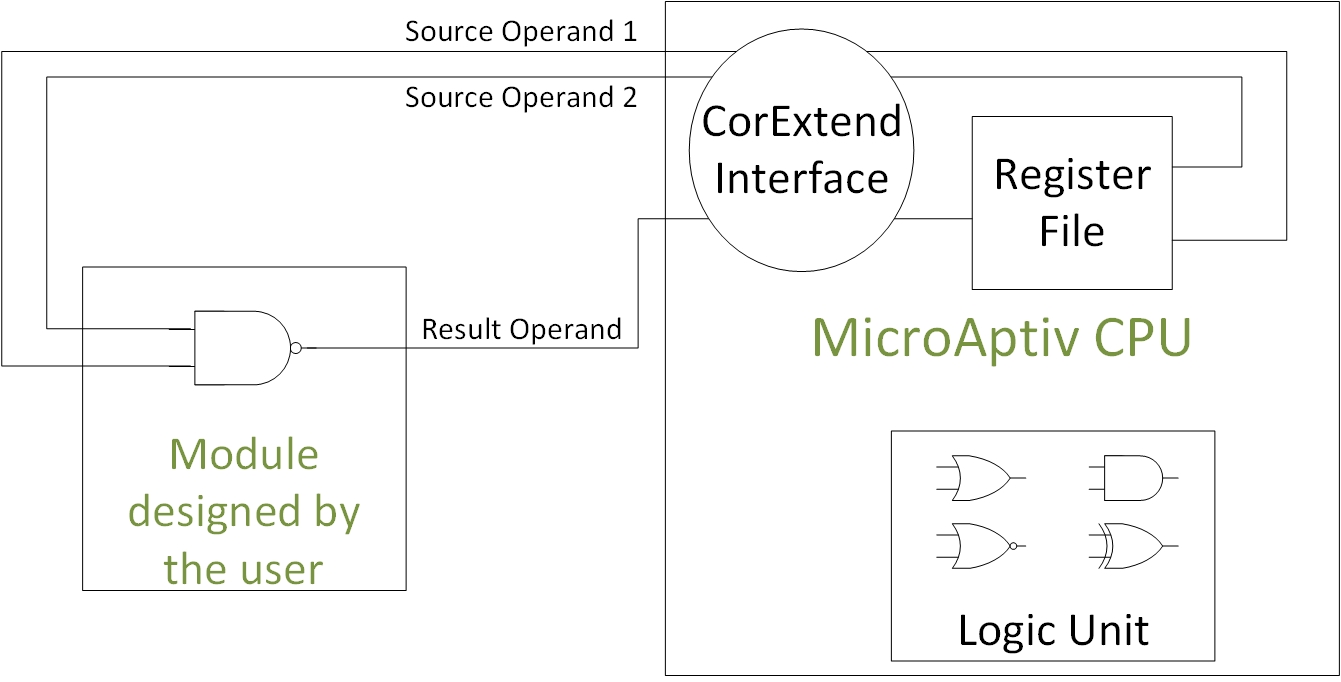 Source Operand 1
Source Operand 2
CorExtend
Interface
Register
File
Result Operand
MicroAptiv CPU
Module
designed by
the user
Logic Unit